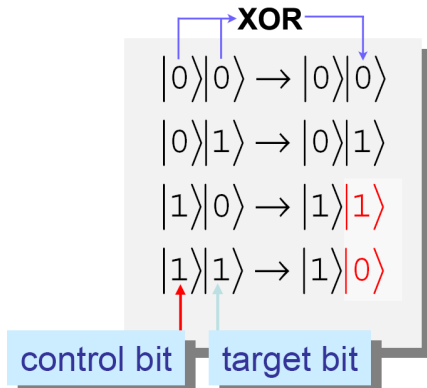 XOR
|0⟩|0⟩ → |0⟩|0⟩
|0⟩|1⟩ → |0⟩|1⟩
|1⟩|0⟩ → |1⟩|1⟩
|1⟩|1⟩ → |1⟩|0⟩
control bit target bit